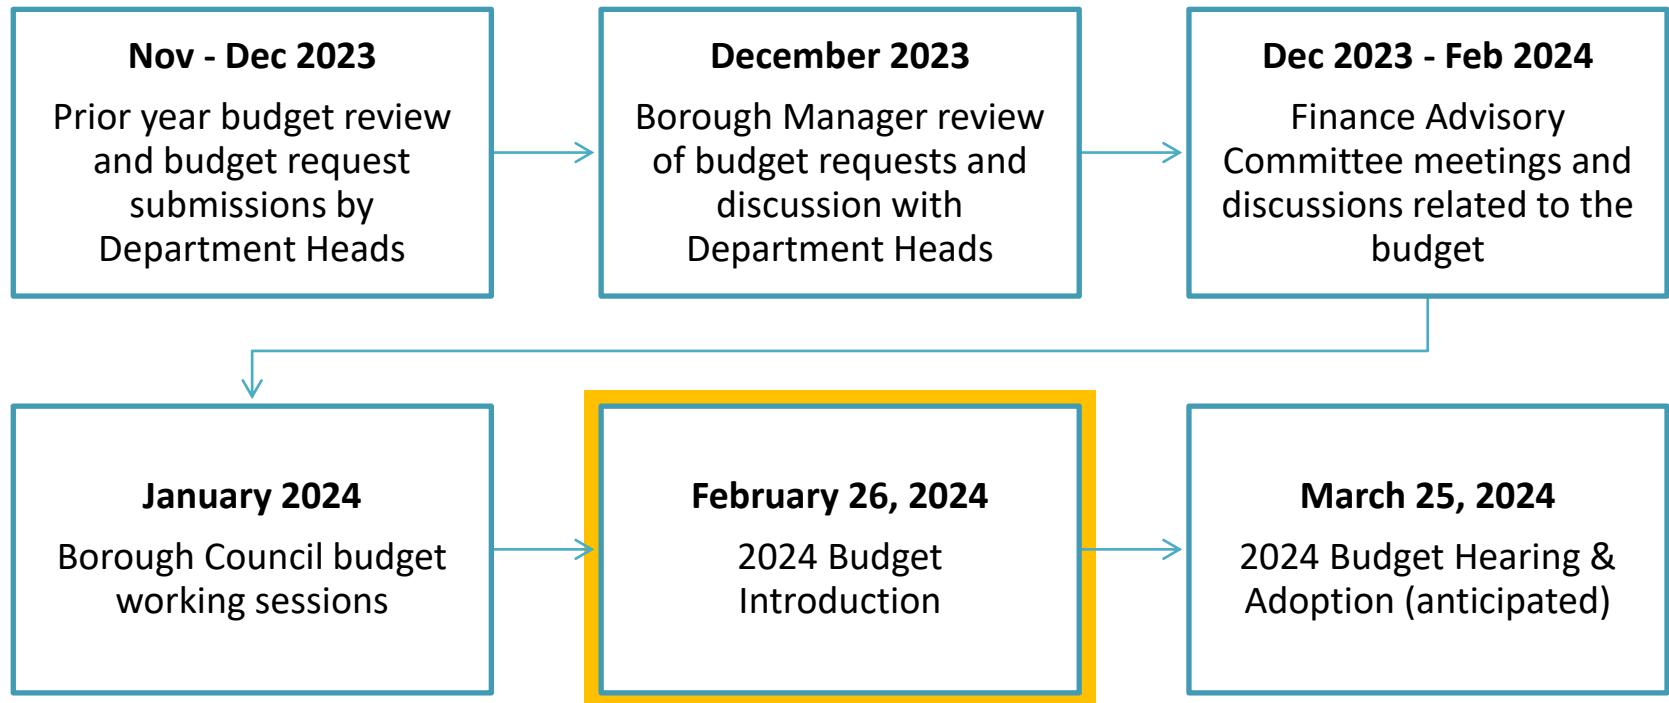 Nov - Dec 2023
Prior year budget review
and budget request
submissions by
Department Heads
December 2023
Borough Manager review
of budget requests and
discussion with
Department Heads
Dec 2023 - Feb 2024
Finance Advisory
Committee meetings and
discussions related to the
budget
January 2024
Borough Council budget
working sessions
February 26, 2024
2024 Budget
Introduction
March 25, 2024
2024 Budget Hearing &
Adoption (anticipated)